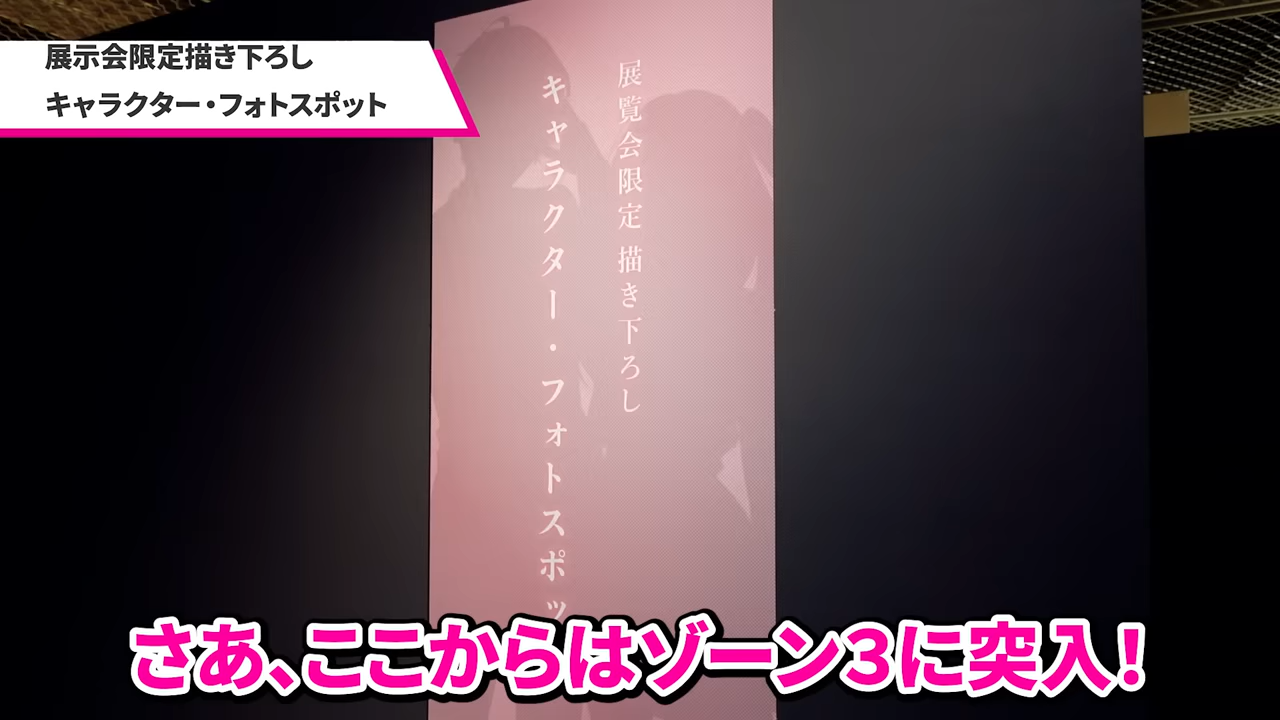 展示会限定描き下ろし
キャラクター・フォトスポット
展覧会限定 描き下ろし
キャラクター・フォトスポッ
さあ、ここからはゾーン3に突入!